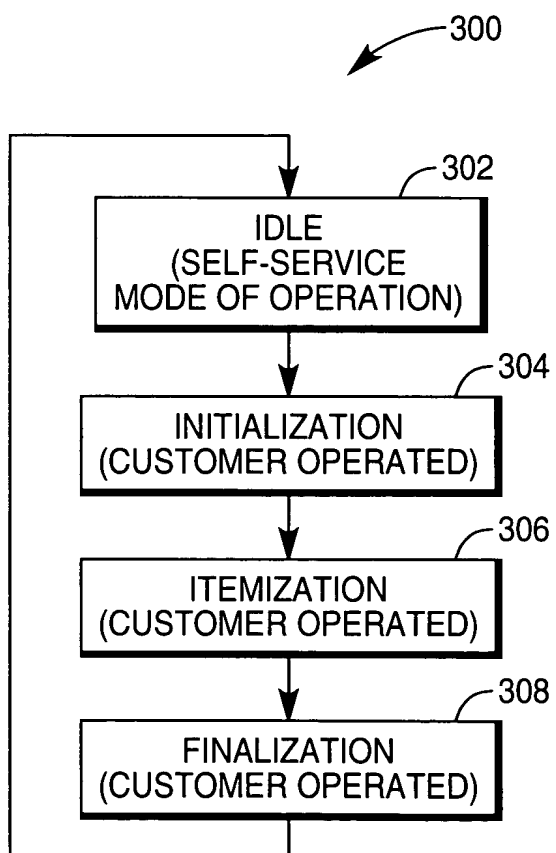 300
302
IDLE
(SELF-SERVICE
MODE OF OPERATION)
304
INITIALIZATION
(CUSTOMER OPERATED)
306
ITEMIZATION
(CUSTOMER OPERATED)
308
FINALIZATION
(CUSTOMER OPERATED)